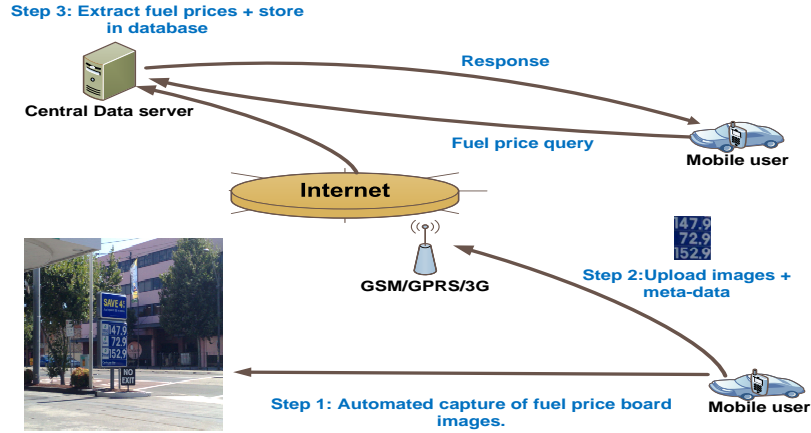 Step 3: Extract fuel prices + store
in database
Response
Central Data server
Fuel price query
Mobile user
Internet
147.9
72.9
152.9
GSM/GPRS/3G
Step 2:Upload images +
meta-data
SAVE 4¢
147.9
72.9
152.9
NO
EXIT
Step 1: Automated capture of fuel price board
images.
Mobile user